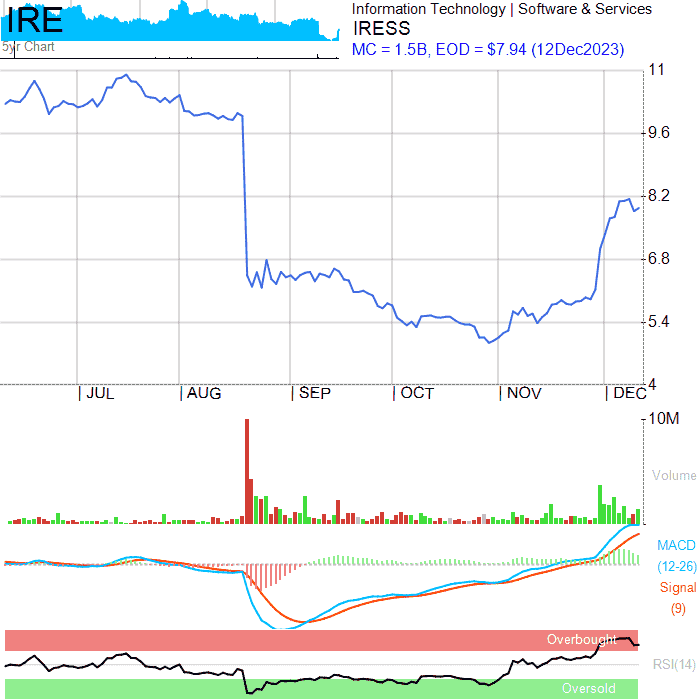 IRE
5yr Chart
Information Technology | Software & Services
IRESS
MC = 1.5B, EOD = $7.94 (12Dec2023)
11
9.6
8.2
6.8
5.4
4
JUL AUG SEP OCT NOV DEC
10M
Volume
MACD
(12-26)
Signal
(9)
Overbought
RSI(14)
Oversold